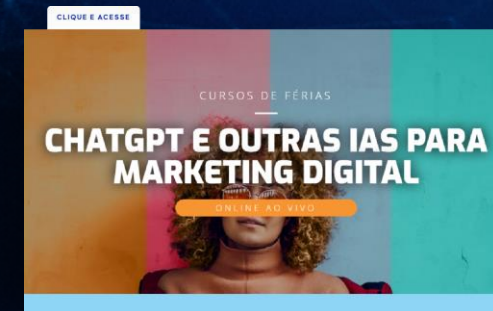 CLIQUE E ACESSE
CURSOS DE FÉRIAS
CHATGPT E OUTRAS IAS PARA
MARKETING DIGITAL
ONLINE AO VIVO